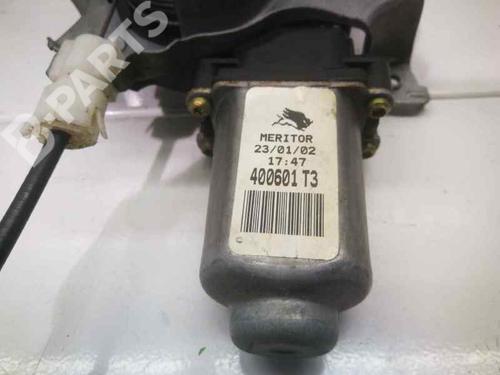 B-PARTS
MERITOR
23/01/02
17:47
400601 T3